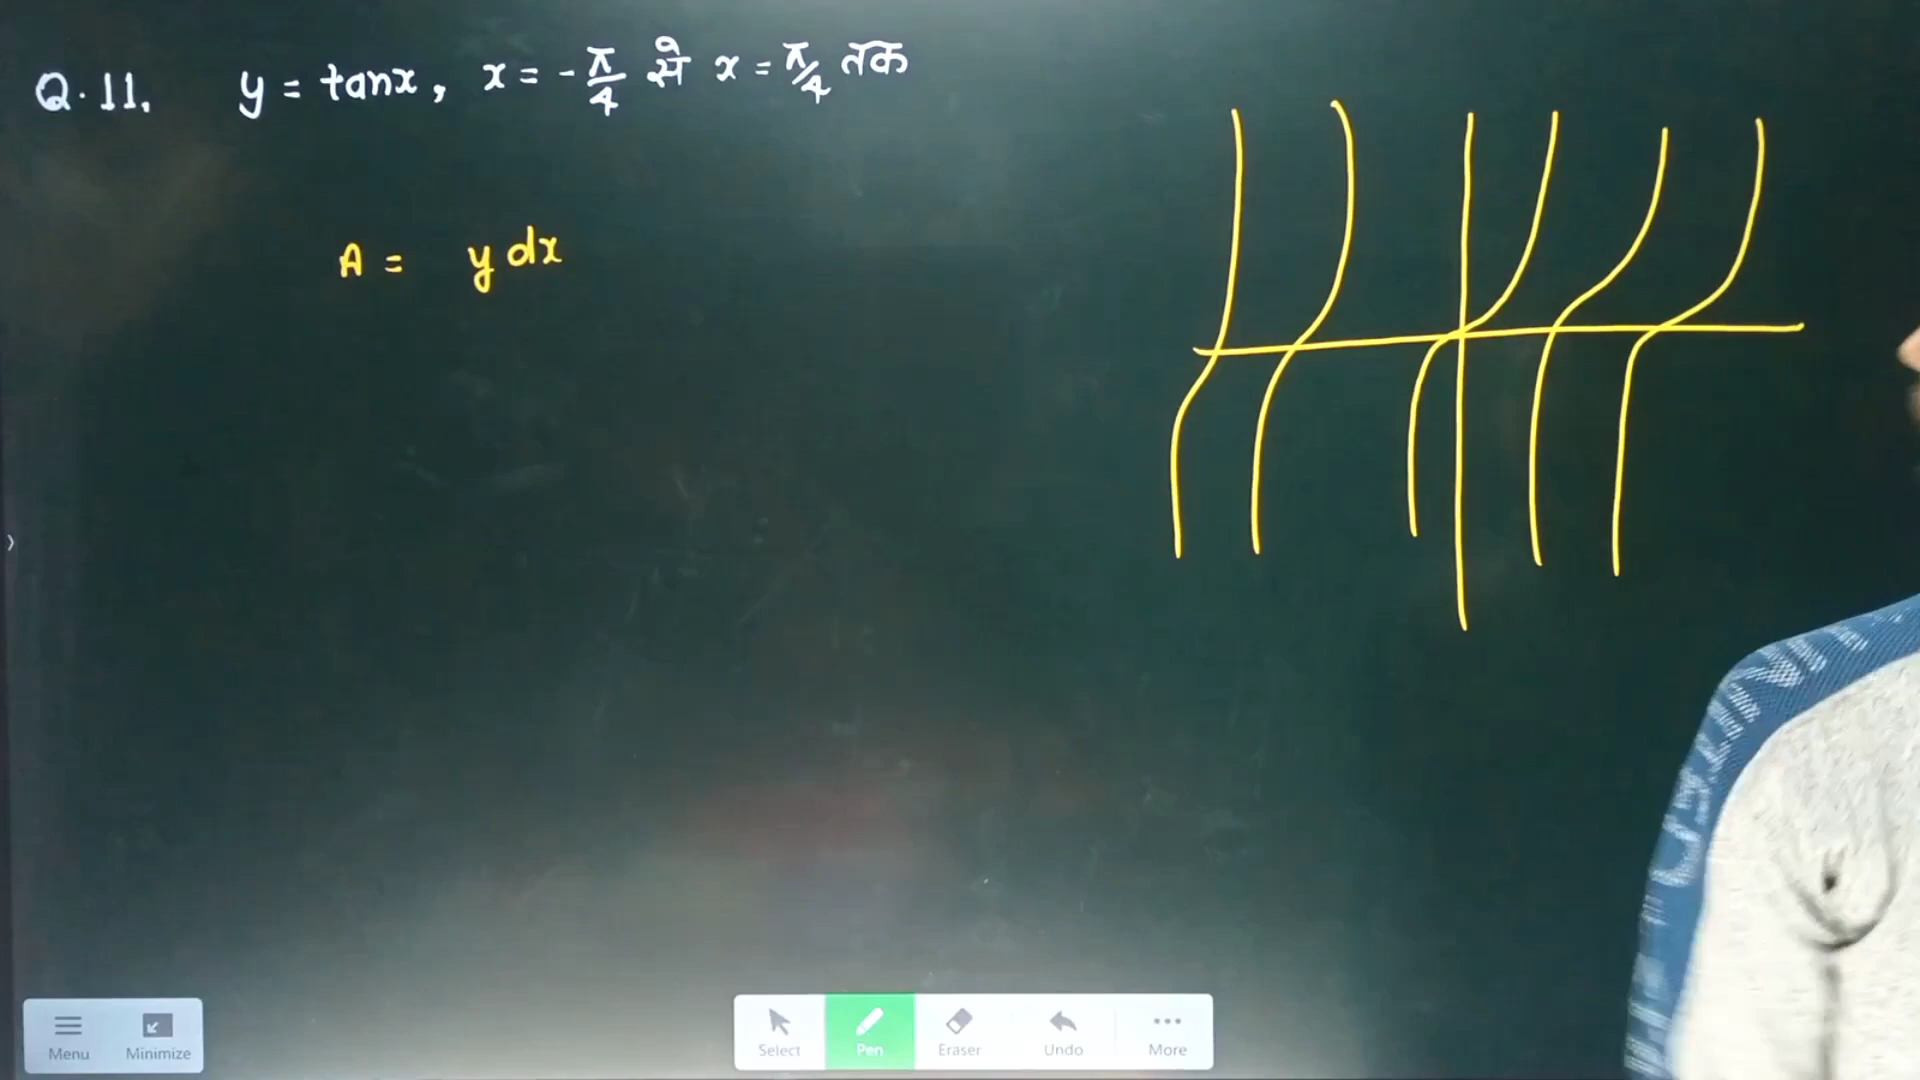 Q.11. y = tanx, x = -π/4 से x = π/4 तक
A = y dx
Menu Minimize Select Pen Eraser Undo More